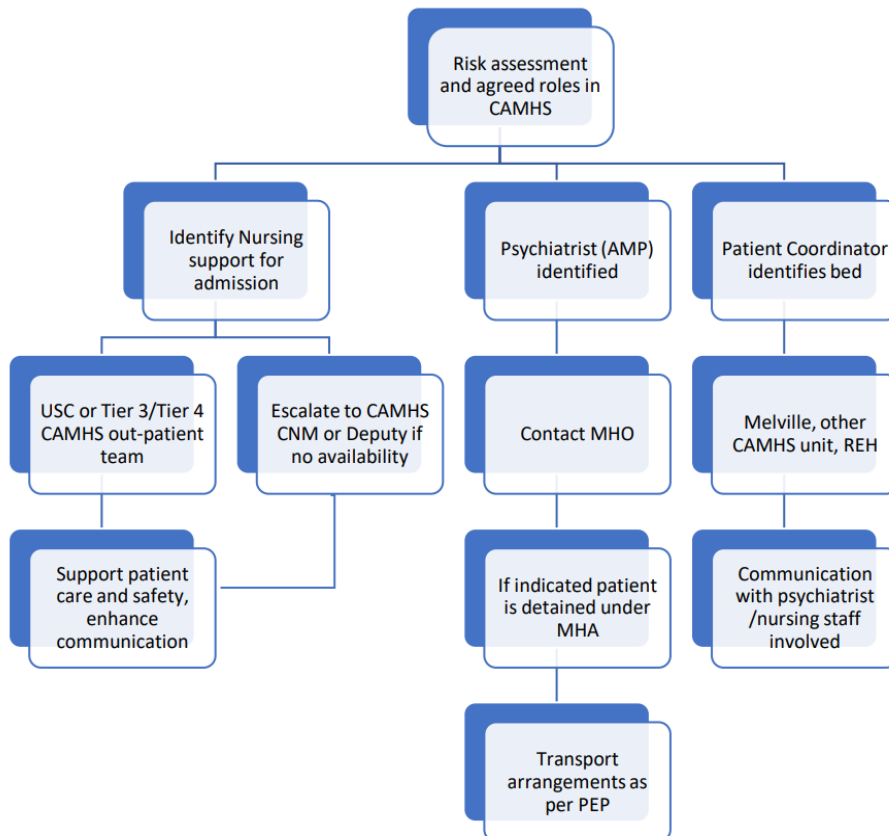 Risk assessment
and agreed roles in
CAMHS
Identify Nursing
support for
admission
Psychiatrist (AMP)
identified
Patient Coordinator
identifies bed
USC or Tier 3/Tier 4
CAMHS out-patient
team
Escalate to CAMHS
CNM or Deputy if
no availability
Contact MHO
Melville, other
CAMHS unit, REH
Support patient
care and safety,
enhance
communication
If indicated patient
is detained under
MHA
Communication
with psychiatrist
/nursing staff
involved
Transport
arrangements as
per PEP